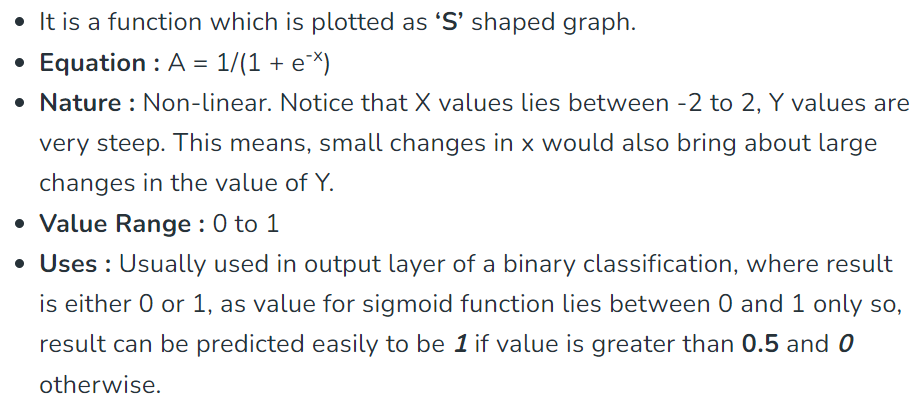 • It is a function which is plotted as ‘S’ shaped graph.
• Equation : A = 1/(1 + e⁻ˣ)
• Nature : Non-linear. Notice that X values lies between -2 to 2, Y values are
very steep. This means, small changes in x would also bring about large
changes in the value of Y.
• Value Range : 0 to 1
• Uses : Usually used in output layer of a binary classification, where result
is either 0 or 1, as value for sigmoid function lies between 0 and 1 only so,
result can be predicted easily to be 1 if value is greater than 0.5 and 0
otherwise.